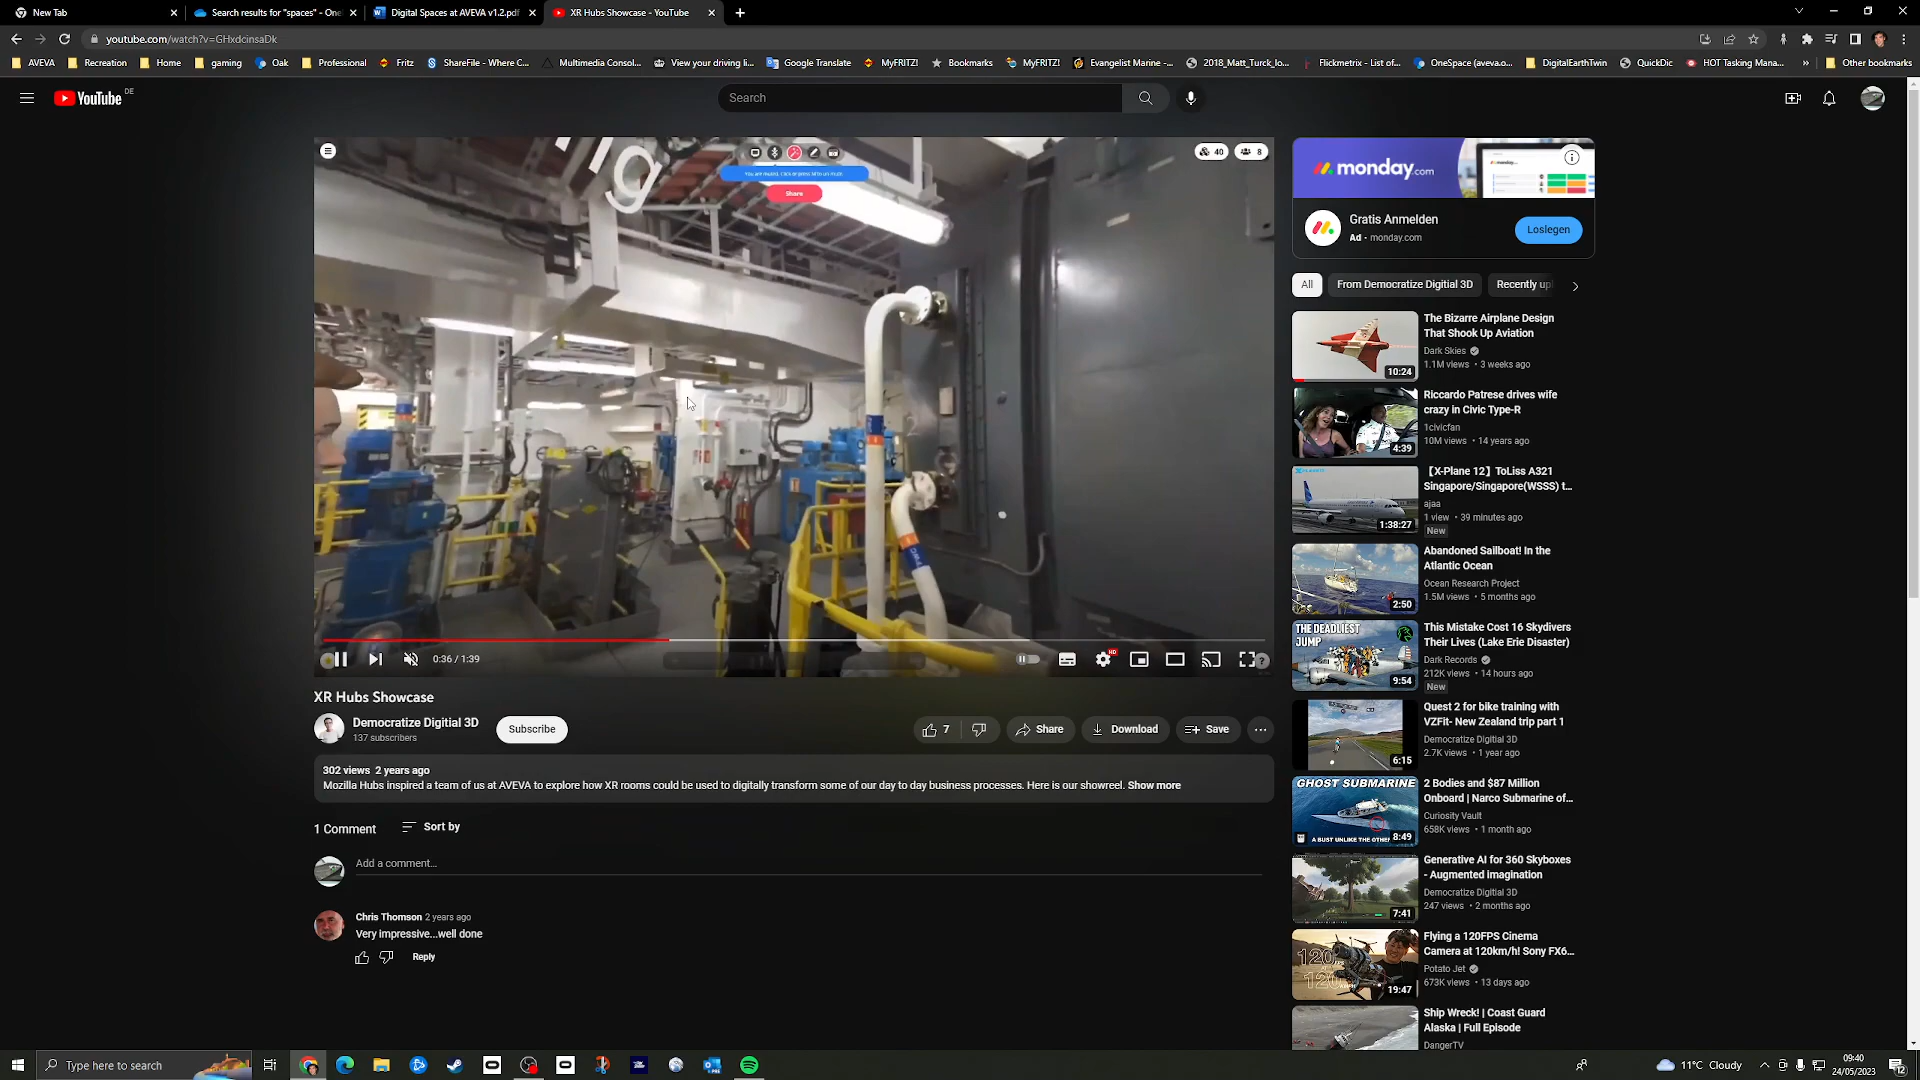 New Tab
Search results for "spaces" - One
Digital Spaces at AVEVA v1.2.pdf
XR Hubs Showcase - YouTube
youtube.com/watch?v=GHxdcinsaDk
AVEVA
Recreation
Home
gaming
Oak
Professional
Fritz
ShareFile - Where C...
Multimedia Consol...
View your driving li...
Google Translate
MyFRITZ!
Bookmarks
MyFRITZ!
Evangelist Marine -...
2018_Matt_Turck_lo...
Flickmetrix - List of...
OneSpace (aveva.o...
DigitalEarthTwin
QuickDic
HOT Tasking Mana...
Other bookmarks
YouTube DE
Search
40
8
You are muted. Click or press M to un mute
Share
0:36 / 1:39
HD
XR Hubs Showcase
Democratize Digitial 3D
137 subscribers
Subscribe
7
Share
Download
Save
302 views 2 years ago
Mozilla Hubs inspired a team of us at AVEVA to explore how XR rooms could be used to digitally transform some of our day to day business processes. Here is our showreel. Show more
1 Comment
Sort by
Add a comment...
Chris Thomson 2 years ago
Very impressive...well done
Reply
monday.com
Gratis Anmelden
Ad • monday.com
Loslegen
All
From Democratize Digitial 3D
Recently up
The Bizarre Airplane Design
That Shook Up Aviation
Dark Skies
1.1M views • 3 weeks ago
10:24
Riccardo Patrese drives wife
crazy in Civic Type-R
1civicfan
10M views • 14 years ago
4:39
【X-Plane 12】ToLiss A321
Singapore/Singapore(WSSS) t...
ajaa
1 view • 39 minutes ago
New
1:38:27
Abandoned Sailboat! In the
Atlantic Ocean
Ocean Research Project
1.5M views • 5 months ago
2:50
THE DEADLIEST
JUMP
This Mistake Cost 16 Skydivers
Their Lives (Lake Erie Disaster)
Dark Records
212K views • 14 hours ago
New
9:54
Quest 2 for bike training with
VZFit- New Zealand trip part 1
Democratize Digitial 3D
2.7K views • 1 year ago
6:15
GHOST SUBMARINE
A BUST UNLIKE THE OTHE
2 Bodies and $87 Million
Onboard | Narco Submarine of...
Curiosity Vault
658K views • 1 month ago
8:49
Generative AI for 360 Skyboxes
- Augmented imagination
Democratize Digitial 3D
247 views • 2 months ago
7:41
120FPS
Flying a 120FPS Cinema
Camera at 120km/h! Sony FX6...
Potato Jet
673K views • 13 days ago
19:47
Ship Wreck! | Coast Guard
Alaska | Full Episode
DangerTV
Type here to search
11°C Cloudy
09:40
24/05/2023
12